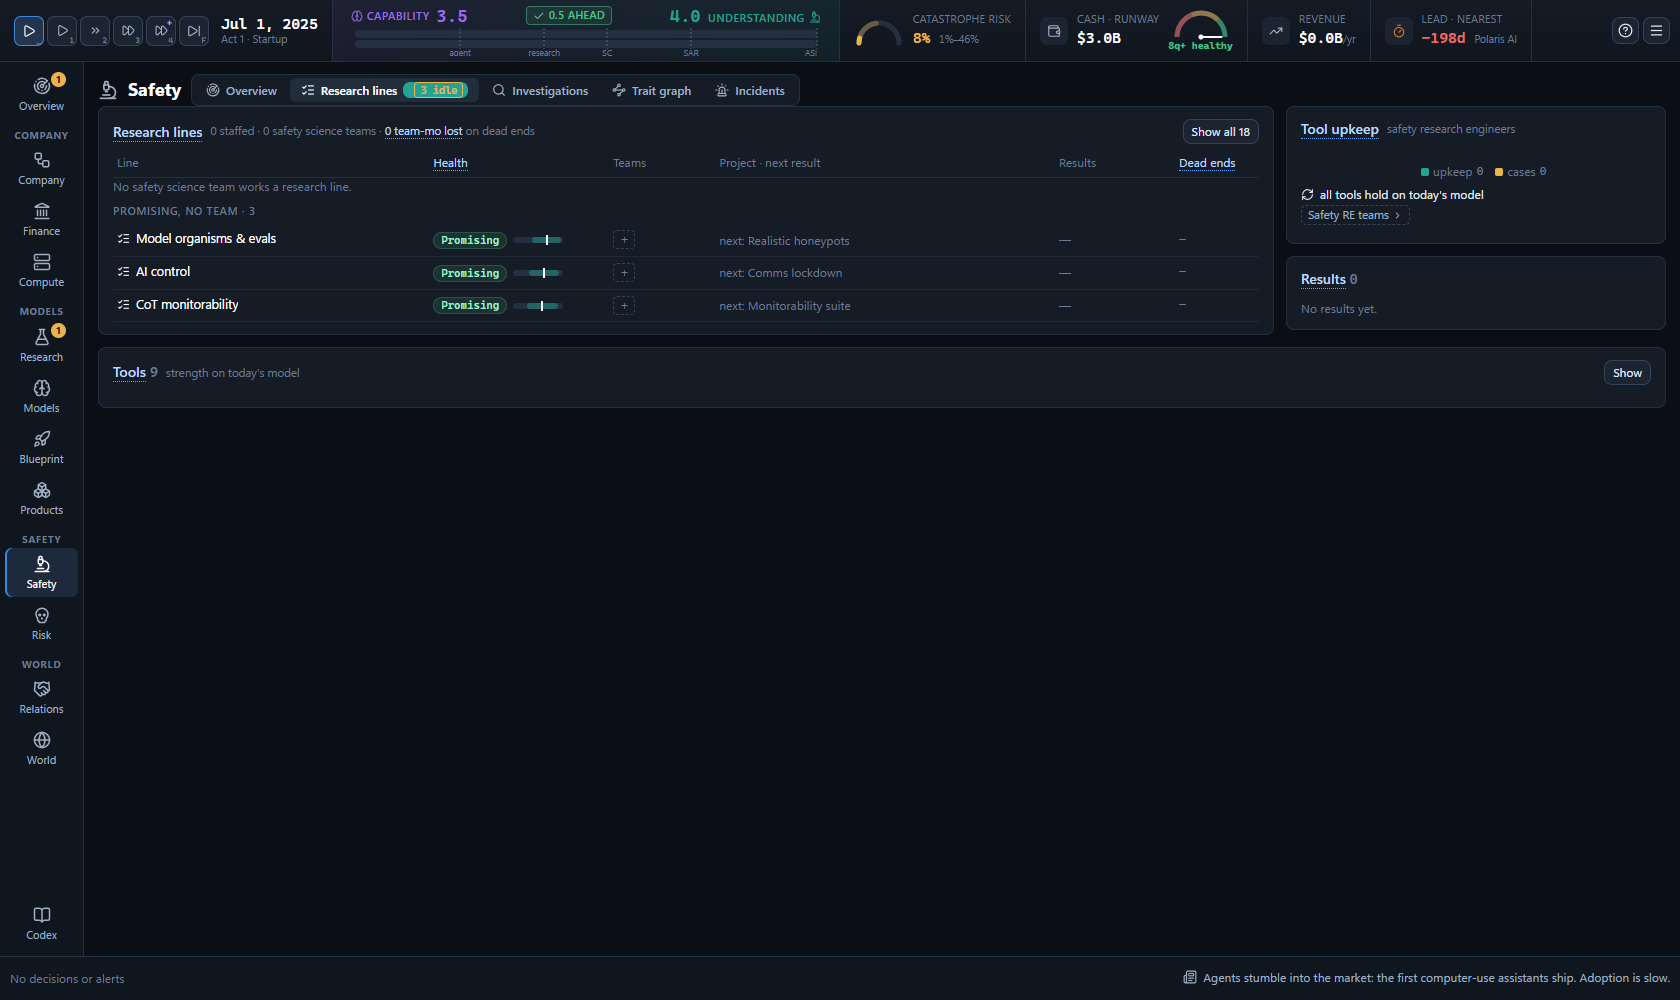 Jul 1, 2025
Act 1 · Startup
1
2
3
4
F
CAPABILITY 3.5
0.5 AHEAD
4.0 UNDERSTANDING
agent
research
SC
SAR
ASI
CATASTROPHE RISK
8% 1%–46%
CASH · RUNWAY
$3.0B
8q+ healthy
REVENUE
$0.0B/yr
LEAD · NEAREST
−198d Polaris AI
1
Overview
COMPANY
Company
Finance
Compute
MODELS
1
Research
Models
Blueprint
Products
SAFETY
Safety
Risk
WORLD
Relations
World
Codex
Safety
Overview
Research lines 3 idle
Investigations
Trait graph
Incidents
Research lines 0 staffed · 0 safety science teams · 0 team-mo lost on dead ends
Show all 18
Line Health Teams Project · next result Results Dead ends
No safety science team works a research line.
PROMISING, NO TEAM · 3
Model organisms & evals Promising + next: Realistic honeypots — –
AI control Promising + next: Comms lockdown — –
CoT monitorability Promising + next: Monitorability suite — –
Tool upkeep safety research engineers
upkeep 0 cases 0
all tools hold on today's model
Safety RE teams ›
Results 0
No results yet.
Tools 9 strength on today's model
Show
No decisions or alerts
Agents stumble into the market: the first computer-use assistants ship. Adoption is slow.